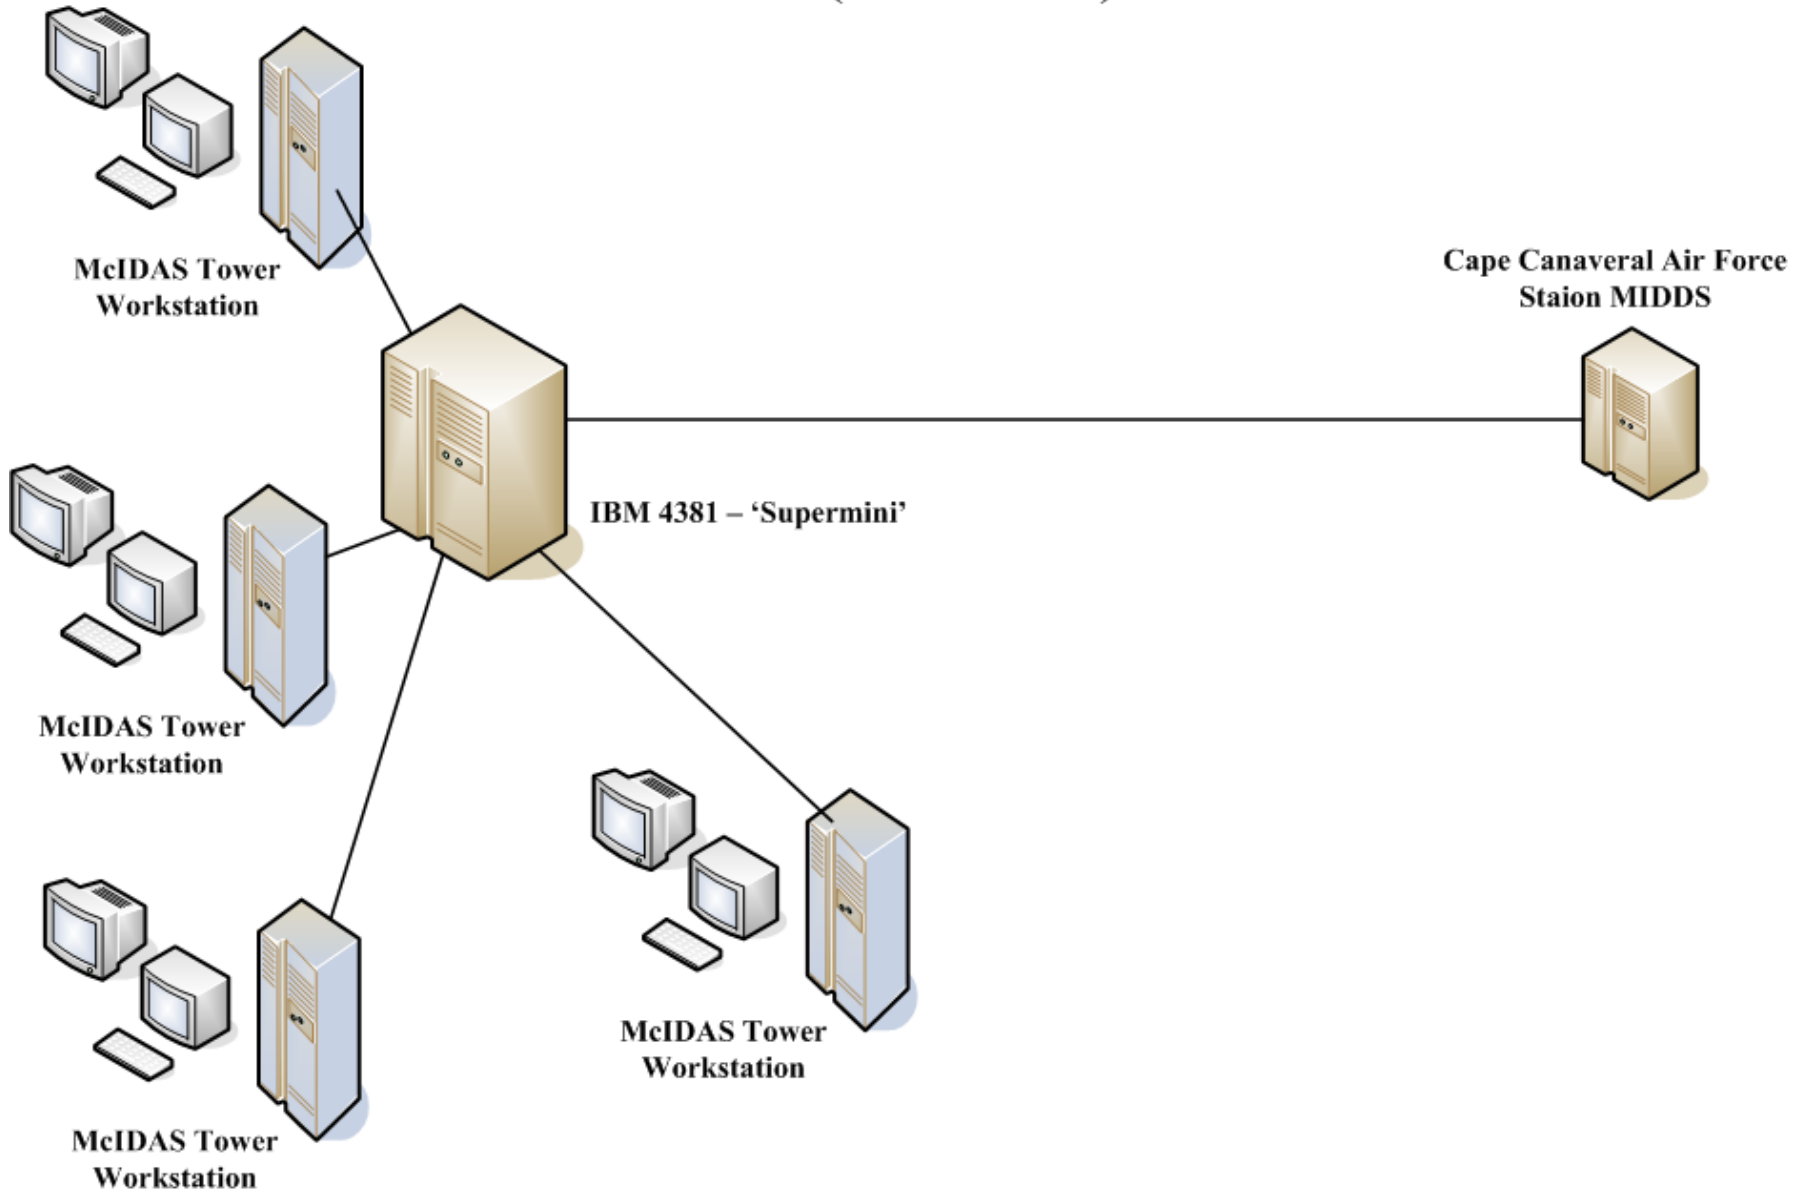 McIDAS Tower
Workstation
Cape Canaveral Air Force
Staion MIDDS
IBM 4381 – ‘Supermini’
McIDAS Tower
Workstation
McIDAS Tower
Workstation
McIDAS Tower
Workstation